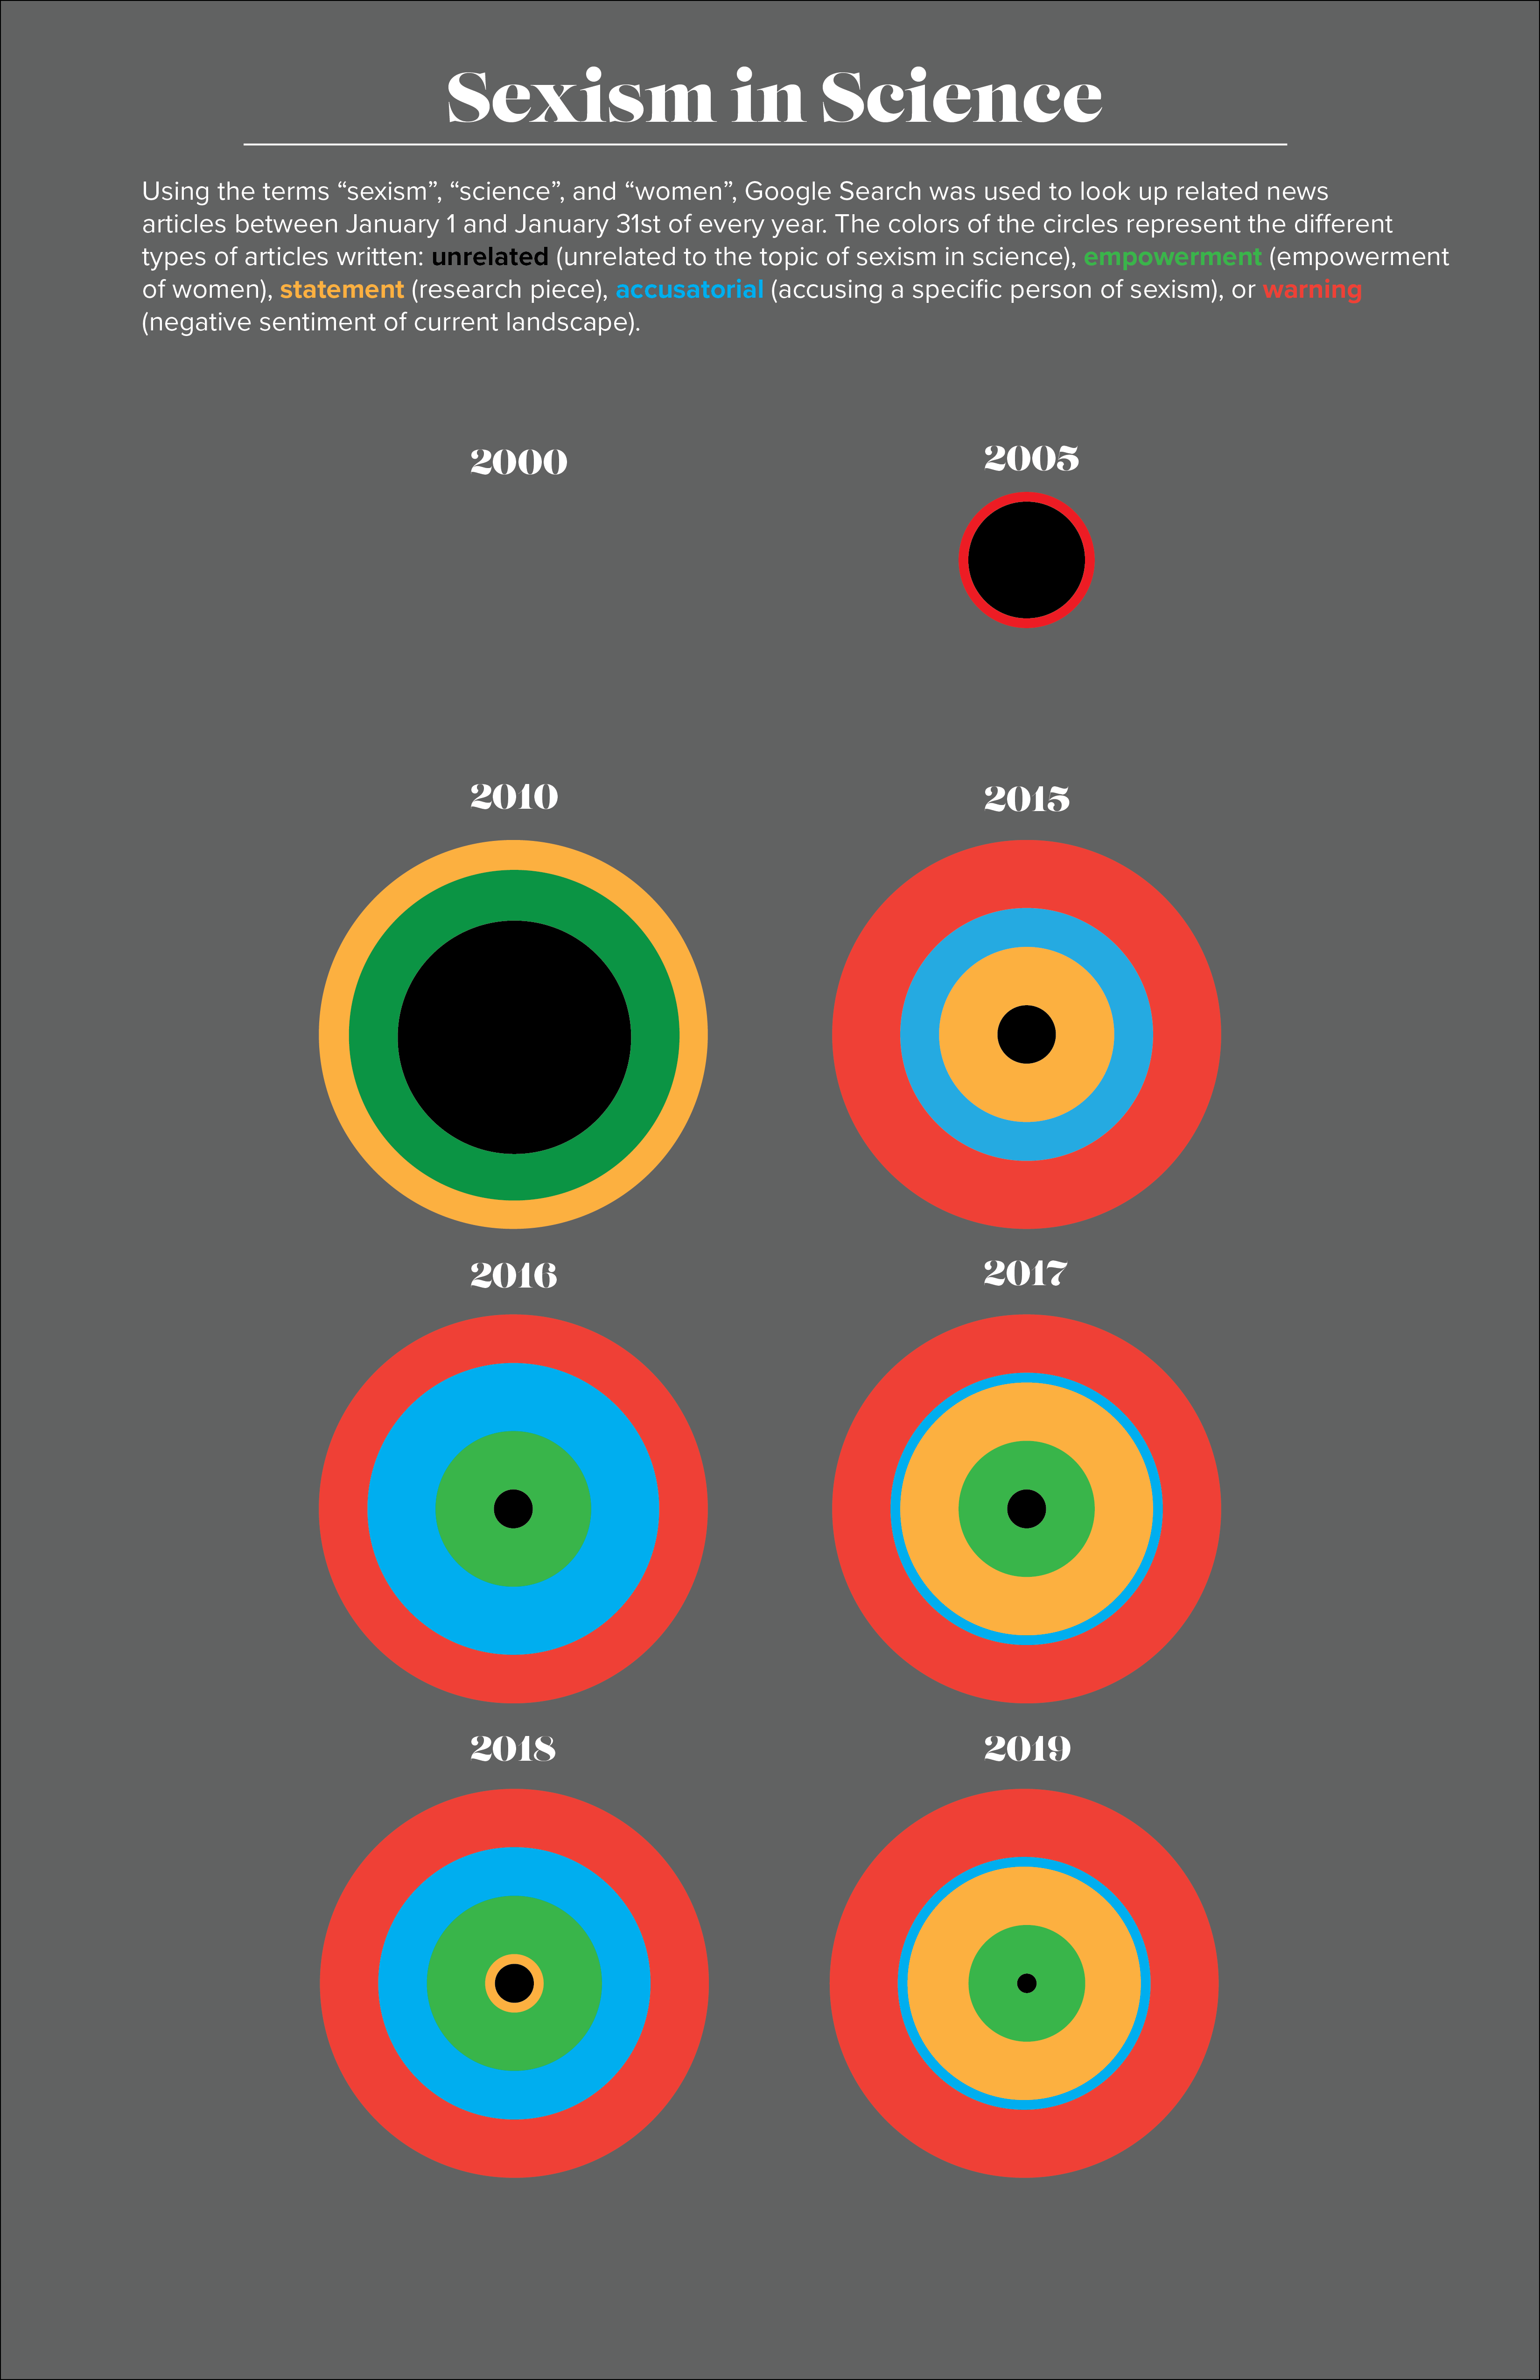 Sexism in Science
Using the terms “sexism”, “science”, and “women”, Google Search was used to look up related news
articles between January 1 and January 31st of every year. The colors of the circles represent the different
types of articles written: unrelated (unrelated to the topic of sexism in science), empowerment (empowerment
of women), statement (research piece), accusatorial (accusing a specific person of sexism), or warning
(negative sentiment of current landscape).
2000
2005
2010
2015
2016
2017
2018
2019